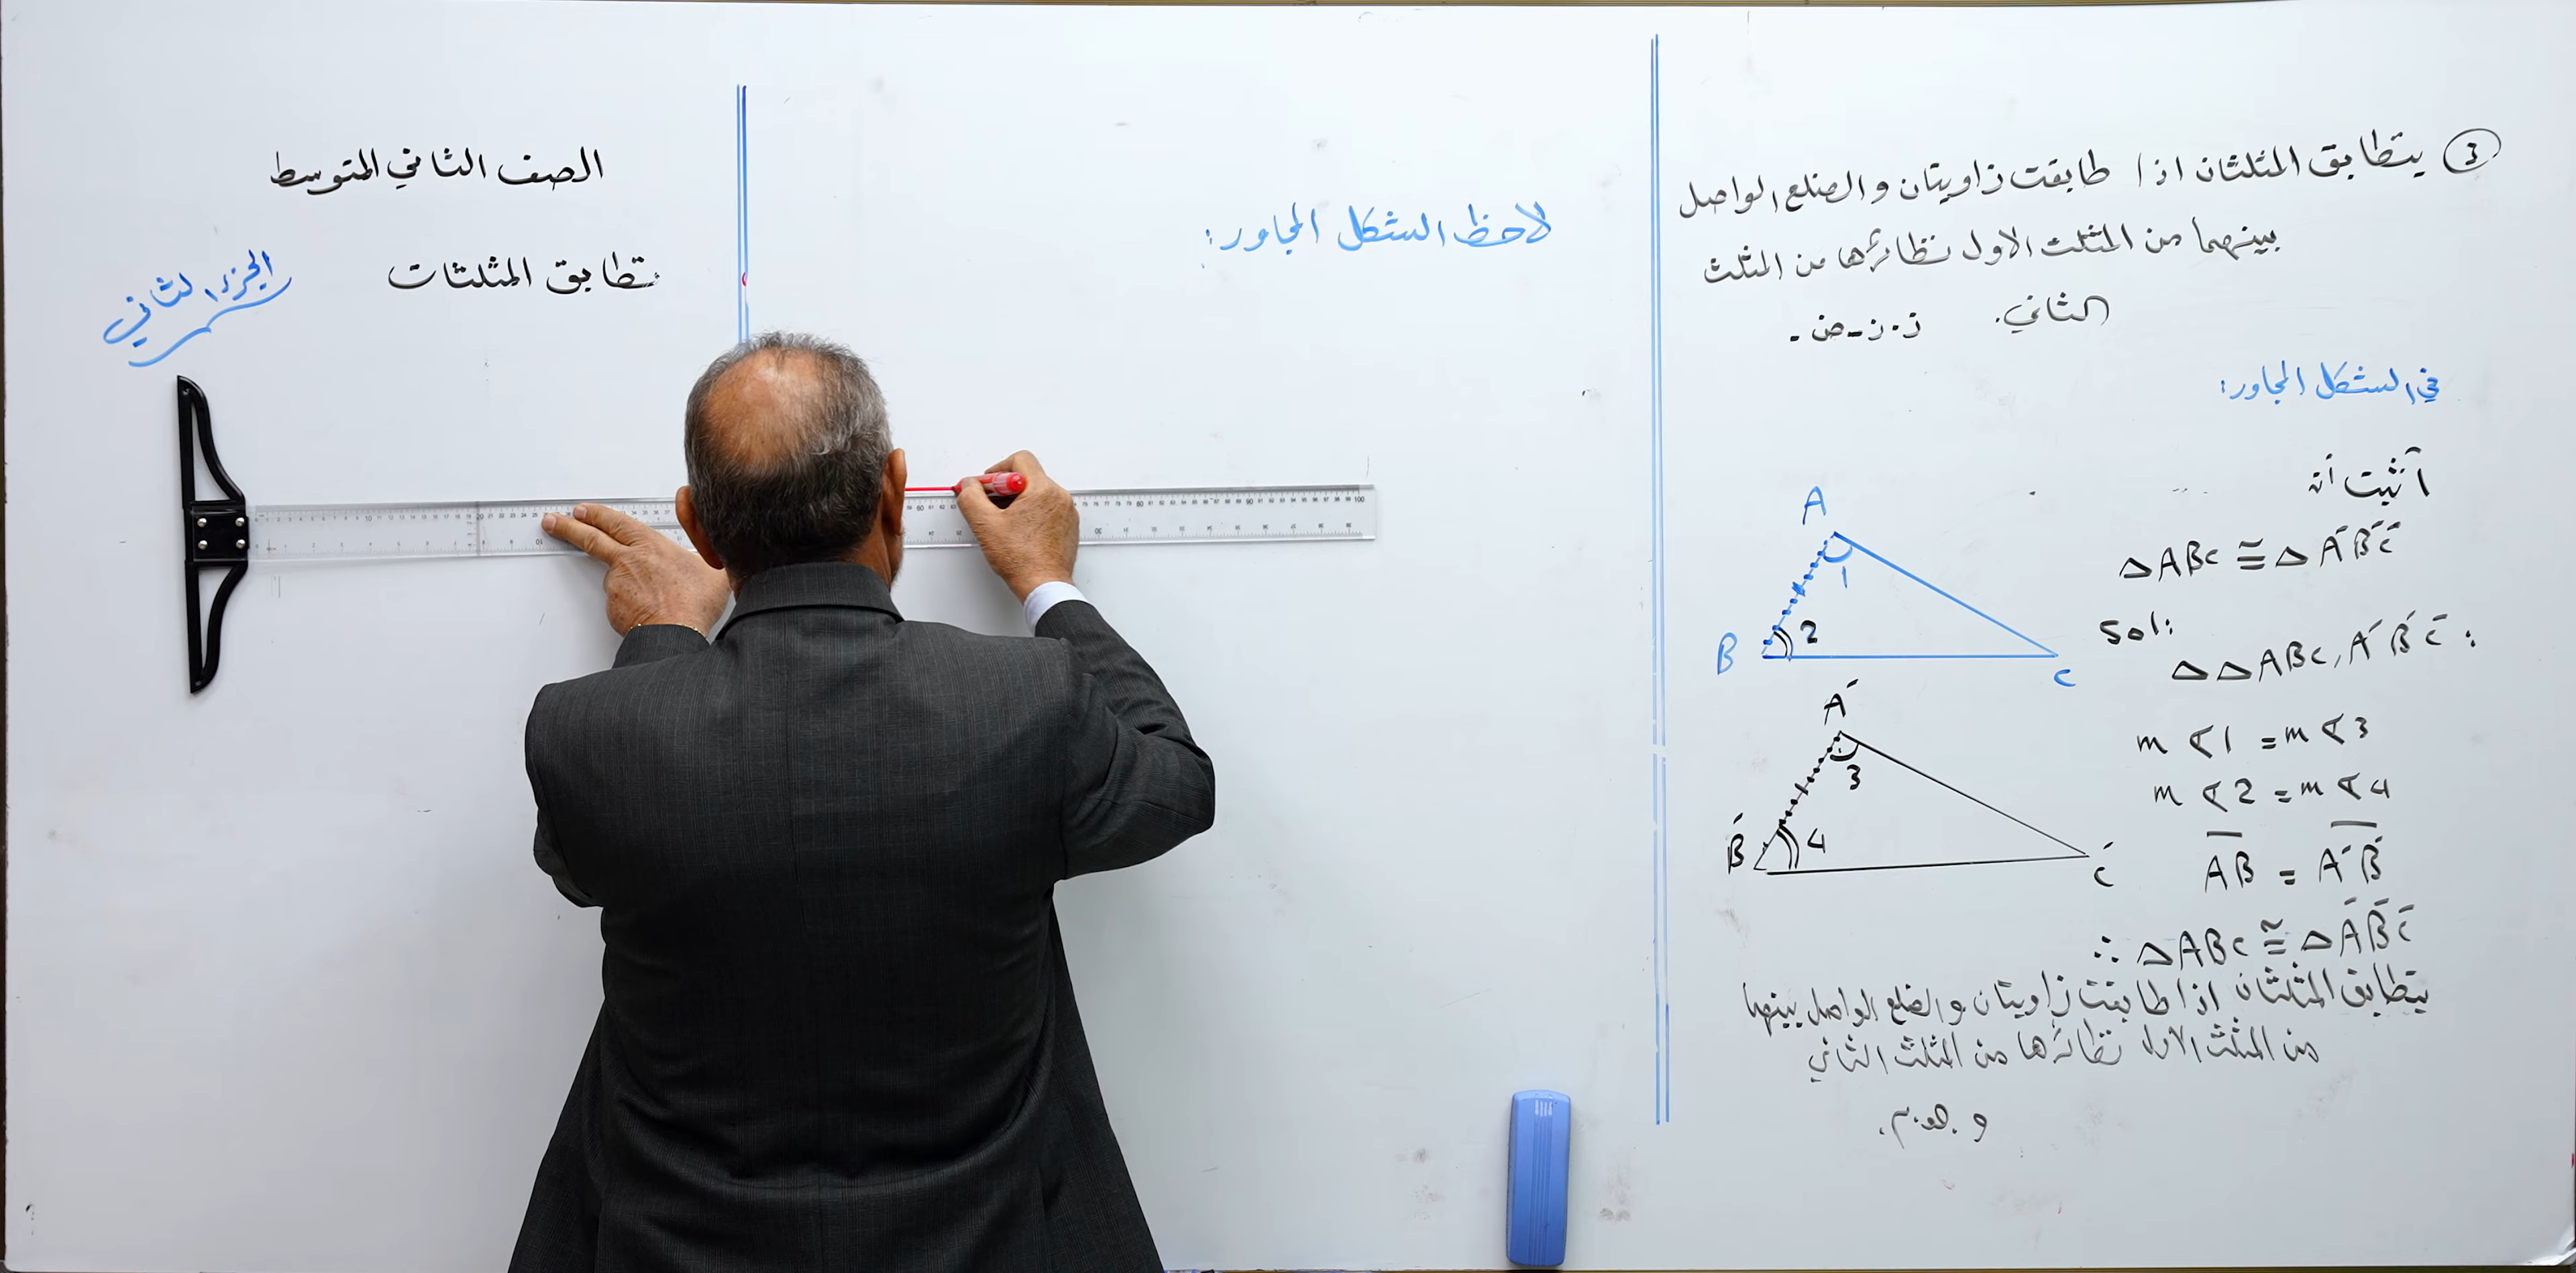 ③ يتطابق المثلثان اذا طابقت زاويتان والضلع الواصل
بينهما من المثلث الاول نظائرها من المثلث
الثاني. ز.ز-ض.
في الشكل المجاور:
أثبت أن
△ABC ≅ △A'B'C'
Sol:
△△ABC, A'B'C':
m∢1 = m∢3
m∢2 = m∢4
AB = A'B'
∴ △ABC ≅ △A'B'C'
يتطابق المثلثان اذا طابقت زاويتان والضلع الواصل بينهما
من المثلث الاول نظائرها من المثلث الثاني
و.هـ.م.
A
1
B
2
C
A'
3
B'
4
C'
لاحظ الشكل المجاور:
الصف الثاني المتوسط
تطابق المثلثات
الجزء الثاني